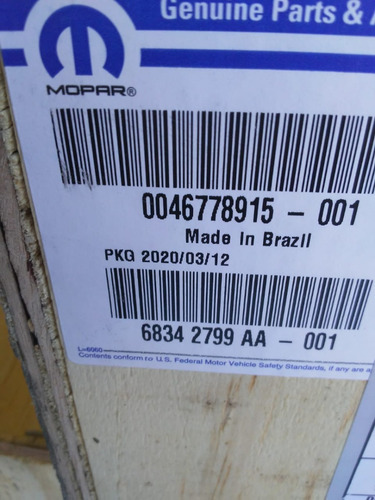 Genuine Parts & A
MOPAR®
0046778915 - 001
Made In Brazil
PKG 2020/03/12
6834 2799 AA - 001
L-6060
Contents conform to U.S. Federal Motor Vehicle Safety Standards, if any are a